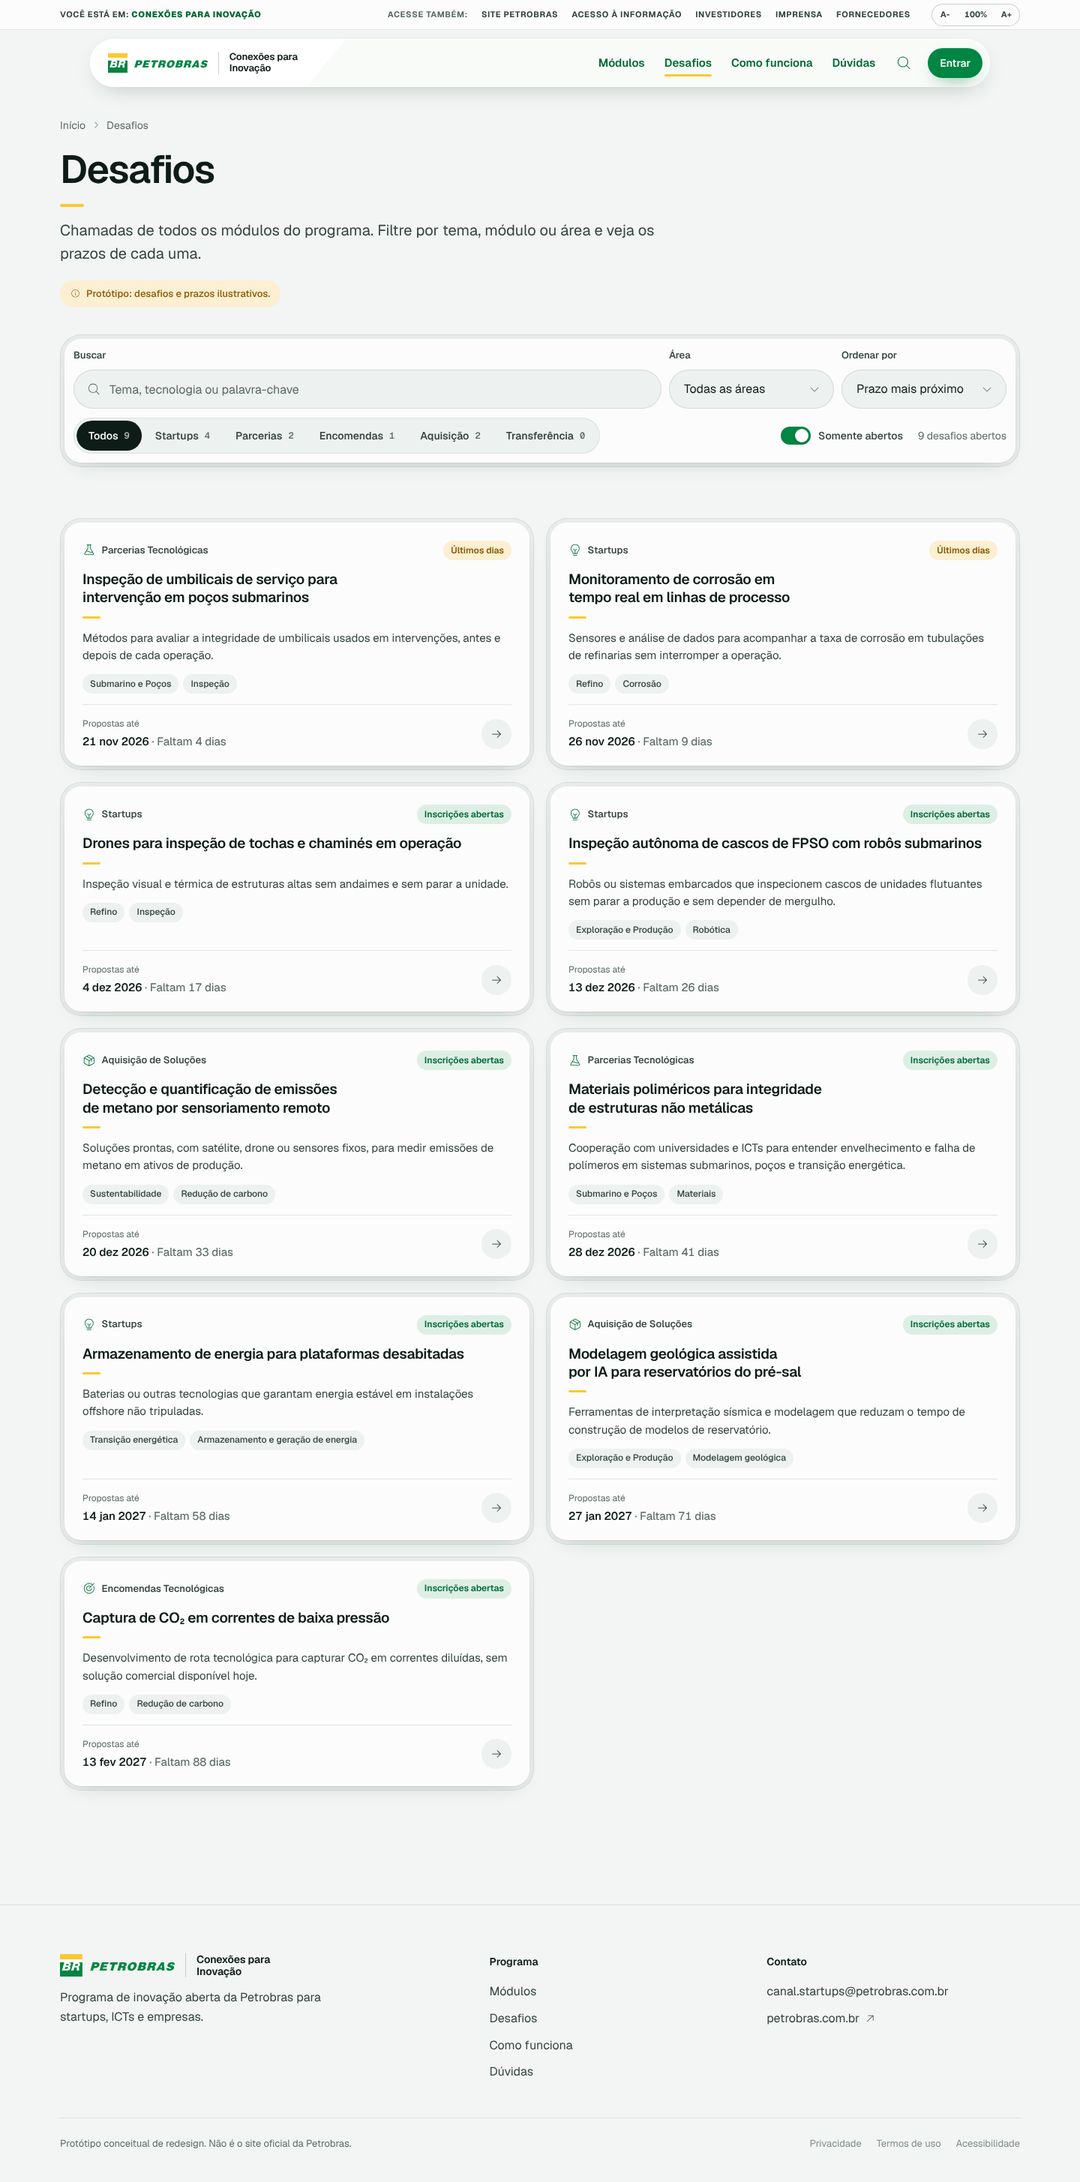 VOCÊ ESTÁ EM: CONEXÕES PARA INOVAÇÃO
ACESSE TAMBÉM: SITE PETROBRAS ACESSO À INFORMAÇÃO INVESTIDORES IMPRENSA FORNECEDORES A- 100% A+
BR PETROBRAS
Conexões para
Inovação
Módulos Desafios Como funciona Dúvidas Entrar
Início > Desafios
Desafios
Chamadas de todos os módulos do programa. Filtre por tema, módulo ou área e veja os
prazos de cada uma.
Protótipo: desafios e prazos ilustrativos.
Buscar
Tema, tecnologia ou palavra-chave
Área
Todas as áreas
Ordenar por
Prazo mais próximo
Todos 9 Startups 4 Parcerias 2 Encomendas 1 Aquisição 2 Transferência 0
Somente abertos 9 desafios abertos
Parcerias Tecnológicas Últimos dias
Inspeção de umbilicais de serviço para
intervenção em poços submarinos
Métodos para avaliar a integridade de umbilicais usados em intervenções, antes e
depois de cada operação.
Submarino e Poços Inspeção
Propostas até
21 nov 2026 · Faltam 4 dias
Startups Últimos dias
Monitoramento de corrosão em
tempo real em linhas de processo
Sensores e análise de dados para acompanhar a taxa de corrosão em tubulações
de refinarias sem interromper a operação.
Refino Corrosão
Propostas até
26 nov 2026 · Faltam 9 dias
Startups Inscrições abertas
Drones para inspeção de tochas e chaminés em operação
Inspeção visual e térmica de estruturas altas sem andaimes e sem parar a unidade.
Refino Inspeção
Propostas até
4 dez 2026 · Faltam 17 dias
Startups Inscrições abertas
Inspeção autônoma de cascos de FPSO com robôs submarinos
Robôs ou sistemas embarcados que inspecionem cascos de unidades flutuantes
sem parar a produção e sem depender de mergulho.
Exploração e Produção Robótica
Propostas até
13 dez 2026 · Faltam 26 dias
Aquisição de Soluções Inscrições abertas
Detecção e quantificação de emissões
de metano por sensoriamento remoto
Soluções prontas, com satélite, drone ou sensores fixos, para medir emissões de
metano em ativos de produção.
Sustentabilidade Redução de carbono
Propostas até
20 dez 2026 · Faltam 33 dias
Parcerias Tecnológicas Inscrições abertas
Materiais poliméricos para integridade
de estruturas não metálicas
Cooperação com universidades e ICTs para entender envelhecimento e falha de
polímeros em sistemas submarinos, poços e transição energética.
Submarino e Poços Materiais
Propostas até
28 dez 2026 · Faltam 41 dias
Startups Inscrições abertas
Armazenamento de energia para plataformas desabitadas
Baterias ou outras tecnologias que garantam energia estável em instalações
offshore não tripuladas.
Transição energética Armazenamento e geração de energia
Propostas até
14 jan 2027 · Faltam 58 dias
Aquisição de Soluções Inscrições abertas
Modelagem geológica assistida
por IA para reservatórios do pré-sal
Ferramentas de interpretação sísmica e modelagem que reduzam o tempo de
construção de modelos de reservatório.
Exploração e Produção Modelagem geológica
Propostas até
27 jan 2027 · Faltam 71 dias
Encomendas Tecnológicas Inscrições abertas
Captura de CO₂ em correntes de baixa pressão
Desenvolvimento de rota tecnológica para capturar CO₂ em correntes diluídas, sem
solução comercial disponível hoje.
Refino Redução de carbono
Propostas até
13 fev 2027 · Faltam 88 dias
BR PETROBRAS
Conexões para
Inovação
Programa de inovação aberta da Petrobras para
startups, ICTs e empresas.
Programa
Módulos
Desafios
Como funciona
Dúvidas
Contato
canal.startups@petrobras.com.br
petrobras.com.br ↗
Protótipo conceitual de redesign. Não é o site oficial da Petrobras.
Privacidade Termos de uso Acessibilidade